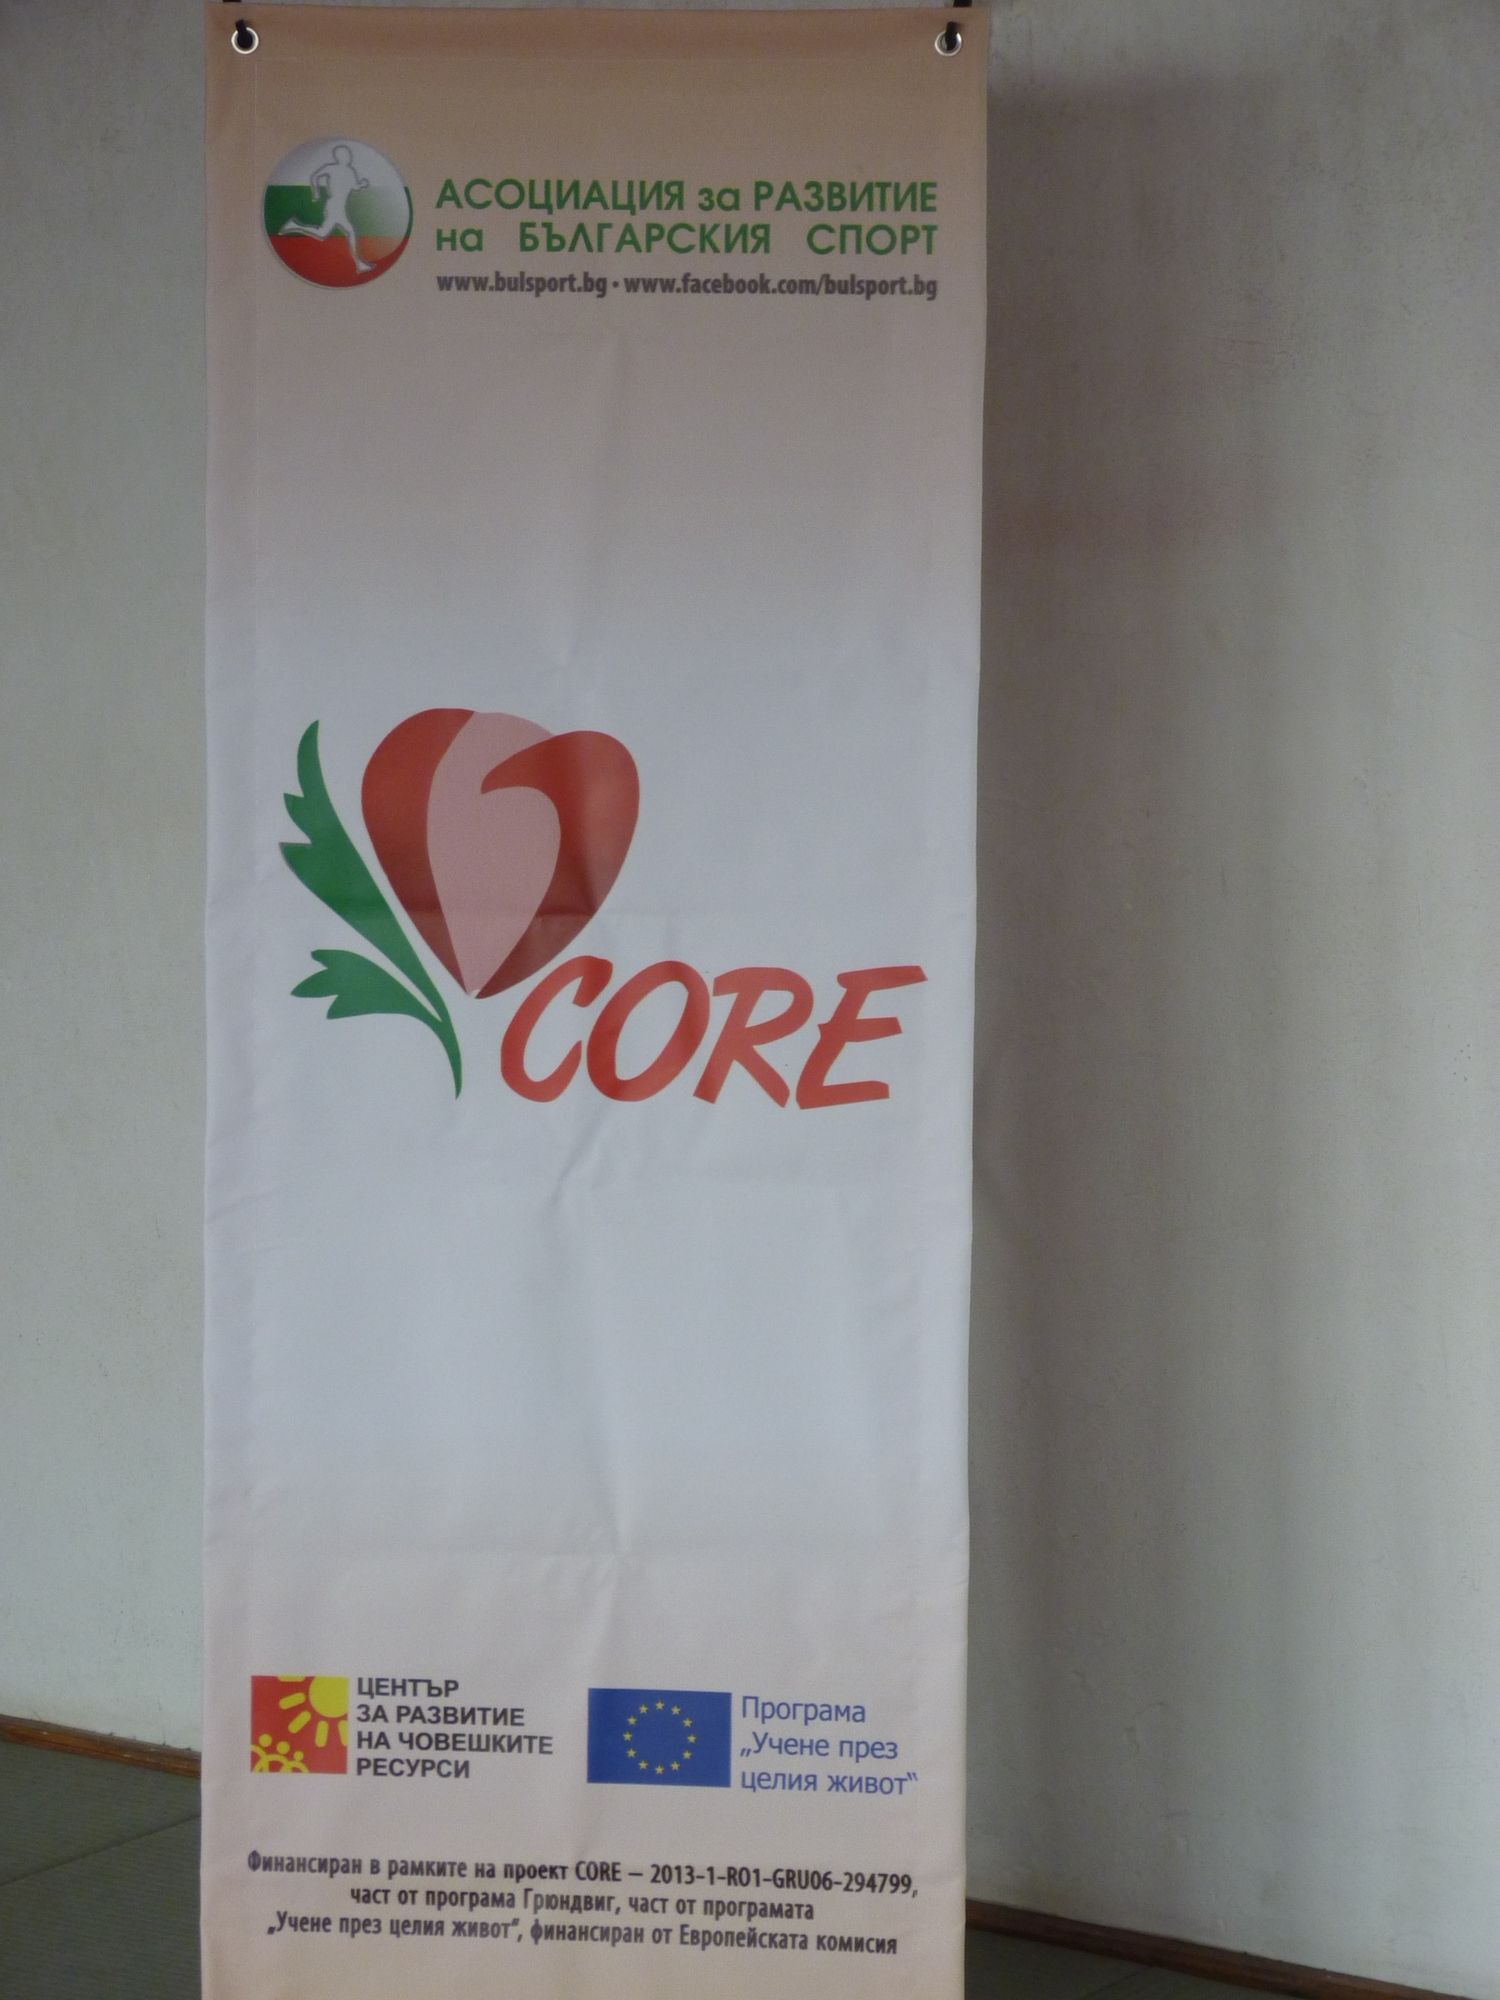 АСОЦИАЦИЯ за РАЗВИТИЕ
на БЪЛГАРСКИЯ СПОРТ
www.bulsport.bg • www.facebook.com/bulsport.bg
CORE
ЦЕНТЪР
ЗА РАЗВИТИЕ
НА ЧОВЕШКИТЕ
РЕСУРСИ
Програма
„Учене през
целия живот“
Финансиран в рамките на проект CORE – 2013-1-RO1-GRU06-294799,
част от програма Грюндвиг, част от програмата
„Учене през целия живот“, финансиран от Европейската комисия